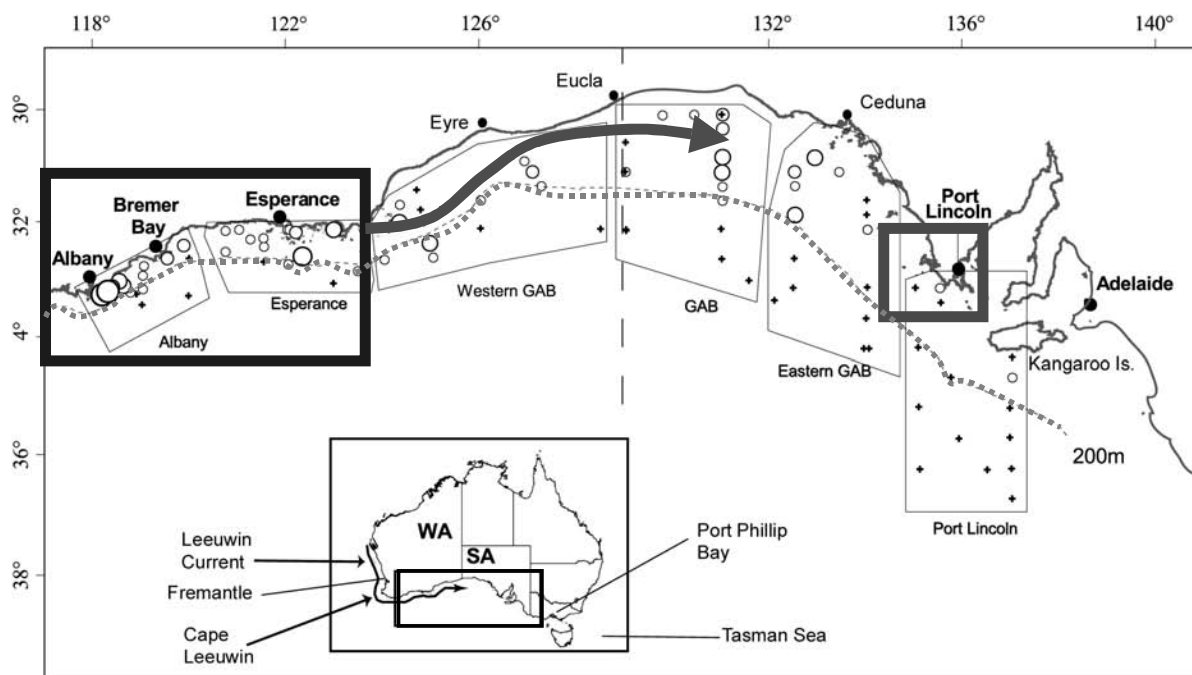 118°
122°
126°
132°
136°
140°
30°
32°
4°
36°
38°
Eucla
Eyre
Ceduna
Esperance
Bremer
Bay
Albany
Port
Lincoln
Adelaide
Esperance
Albany
Western GAB
GAB
Eastern GAB
Kangaroo Is.
200m
Port Lincoln
WA
SA
Leeuwin
Current
Fremantle
Cape
Leeuwin
Port Phillip
Bay
Tasman Sea